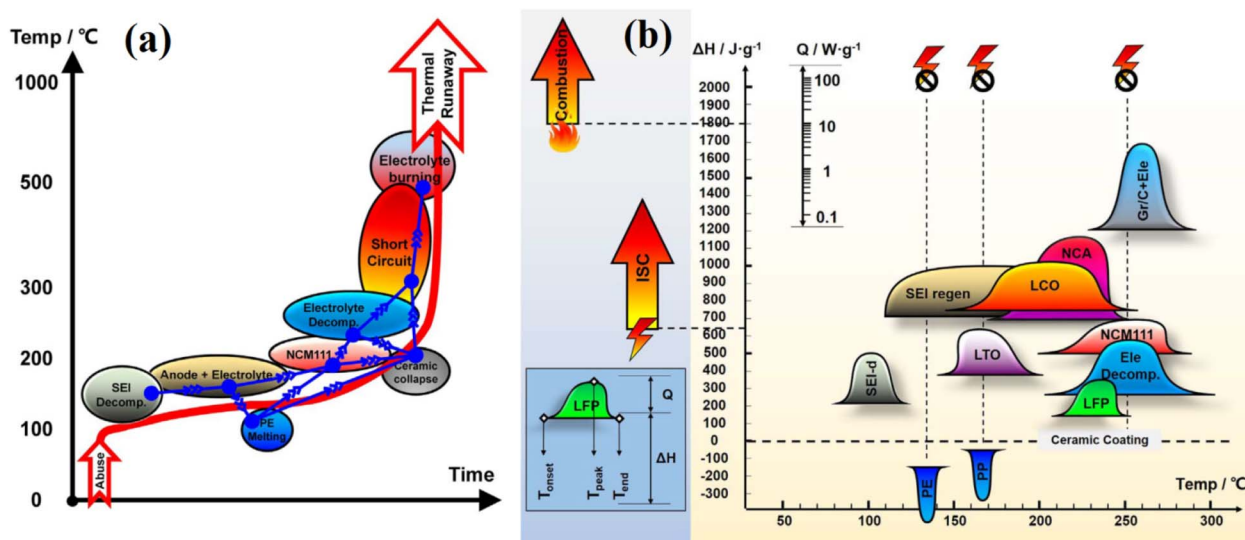 (a)
Temp / ℃
1000
500
300
200
100
0
Thermal
Runaway
Electrolyte
burning
Short
Circuit
Electrolyte
Decomp.
NCM111
Ceramic
collapse
Anode + Electrolyte
SEI
Decomp.
PE
Melting
Abuse
Time
(b)
Combustion
ISC
LFP
Q
ΔH
Tonset
Tpeak
Tend
ΔH / J·g-1
2000
1900
1800
1700
1600
1500
1400
1300
1200
1100
1000
900
800
700
600
500
400
300
200
100
0
-100
-200
-300
Q / W·g-1
100
10
1
0.1
Gr/C+Ele
NCA
SEI regen
LCO
NCM111
LTO
SEI-d
Ele
Decomp.
LFP
Ceramic Coating
PE
PP
Temp / ℃
50
100
150
200
250
300